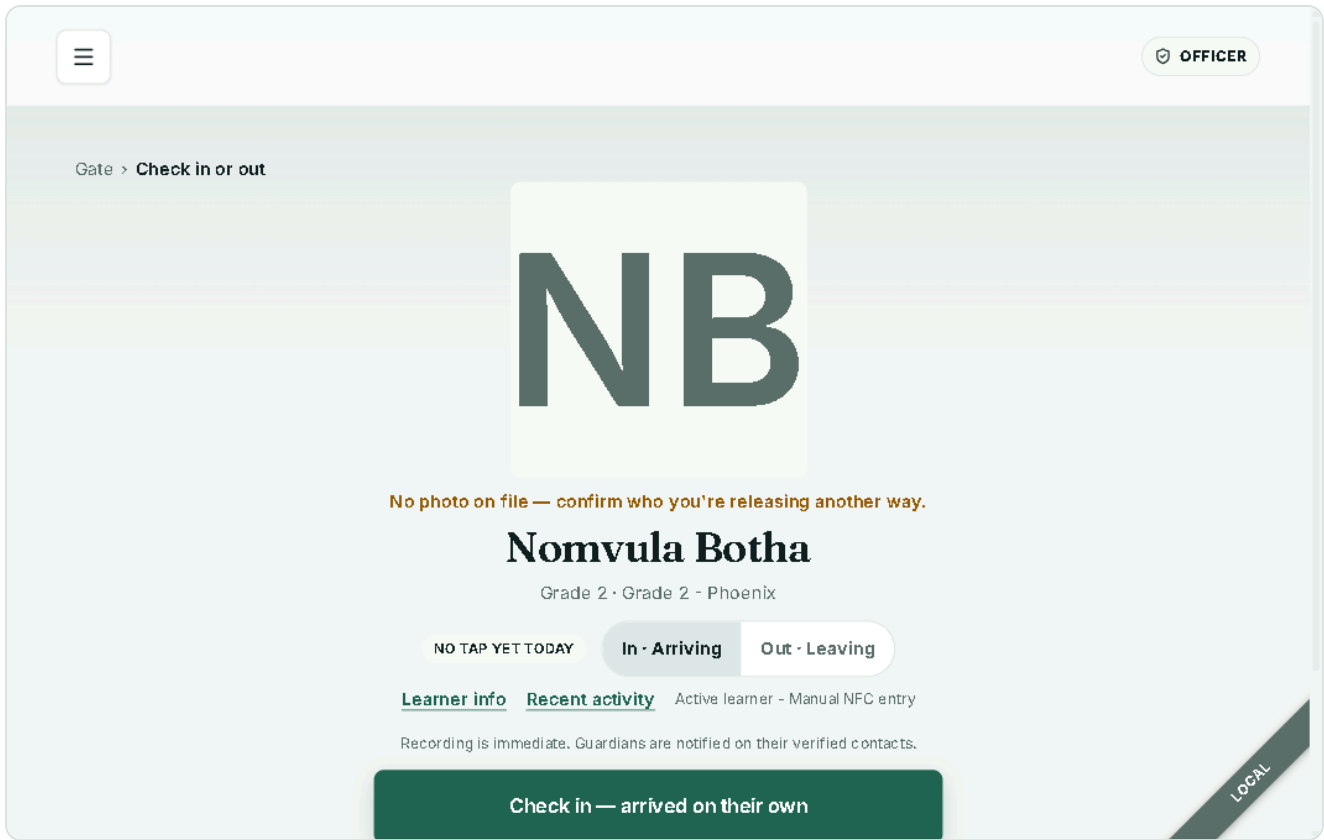 OFFICER
Gate › Check in or out
NB
No photo on file — confirm who you're releasing another way.
Nomvula Botha
Grade 2 · Grade 2 - Phoenix
NO TAP YET TODAY In · Arriving Out · Leaving
Learner info Recent activity Active learner - Manual NFC entry
Recording is immediate. Guardians are notified on their verified contacts.
Check in — arrived on their own
LOCAL